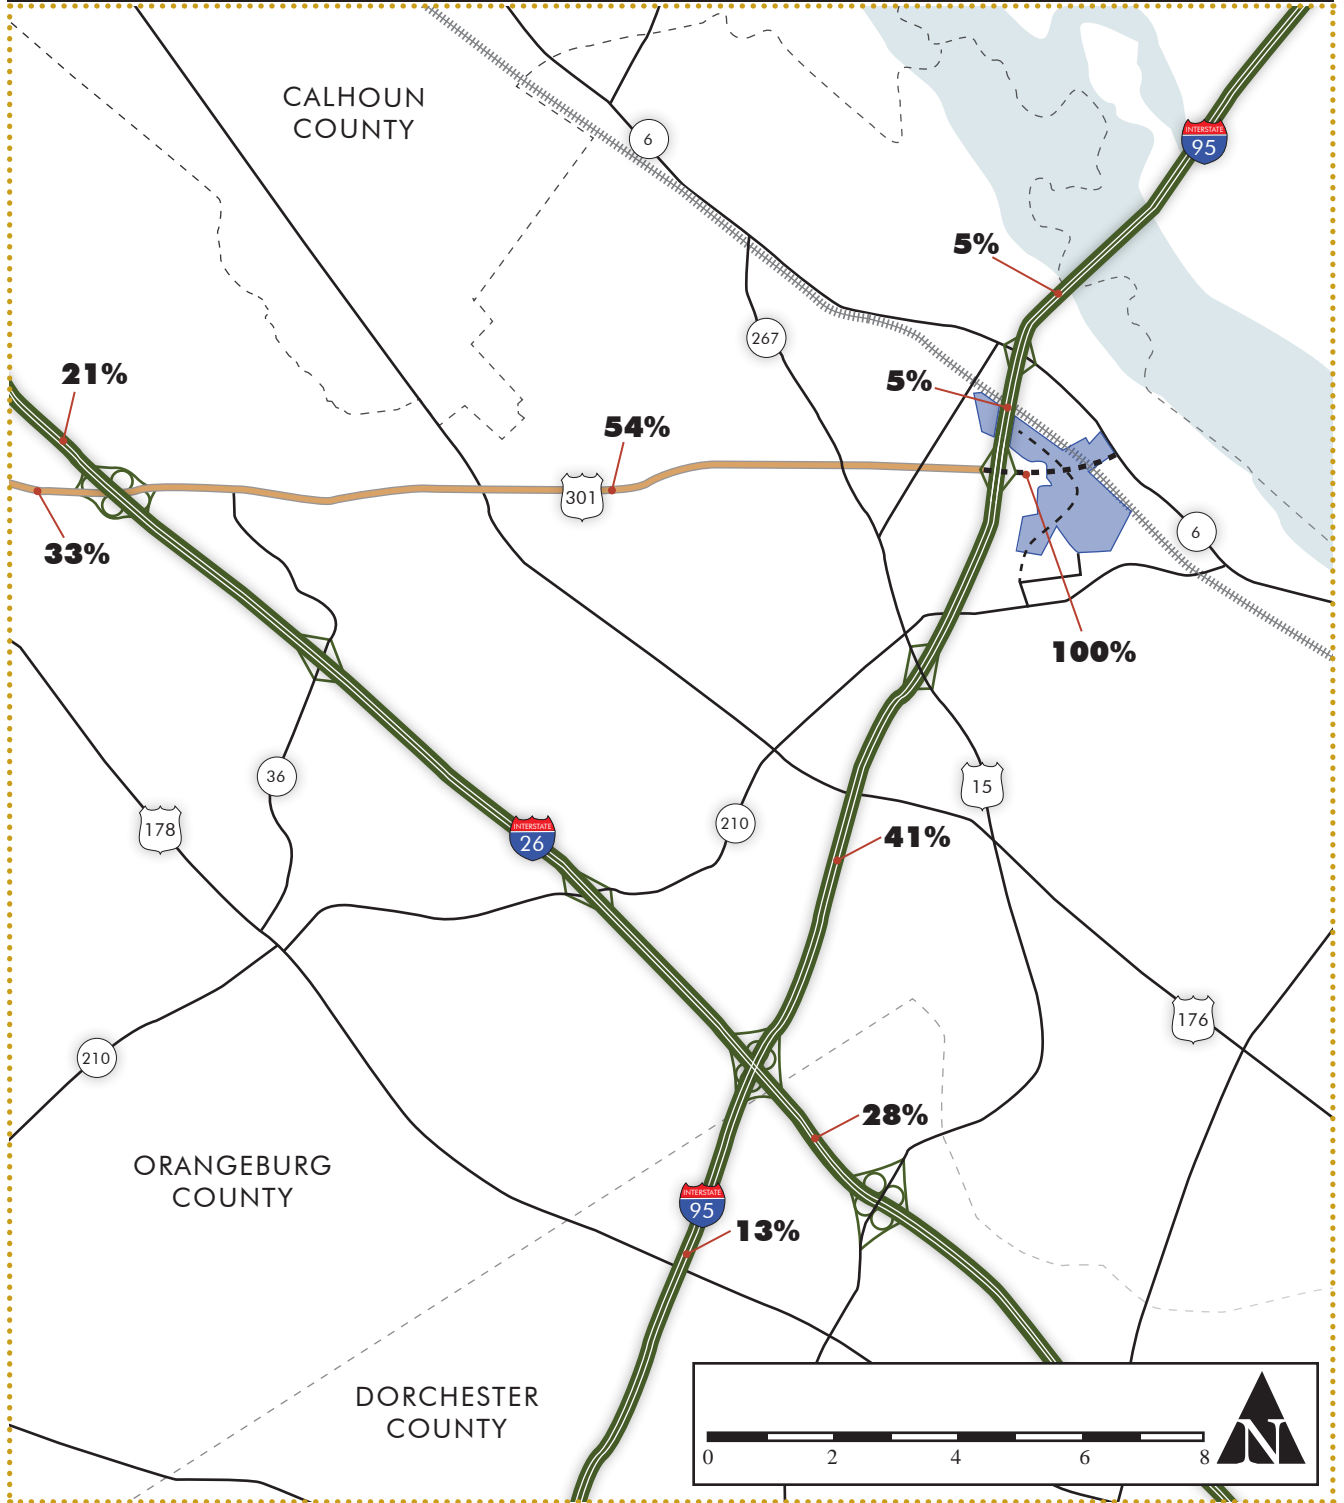 CALHOUN
COUNTY
6
INTERSTATE
95
5%
267
21%
5%
54%
301
33%
6
100%
36
15
178
INTERSTATE
26
210
41%
176
210
28%
ORANGEBURG
COUNTY
INTERSTATE
95
13%
DORCHESTER
COUNTY
0 2 4 6 8
N